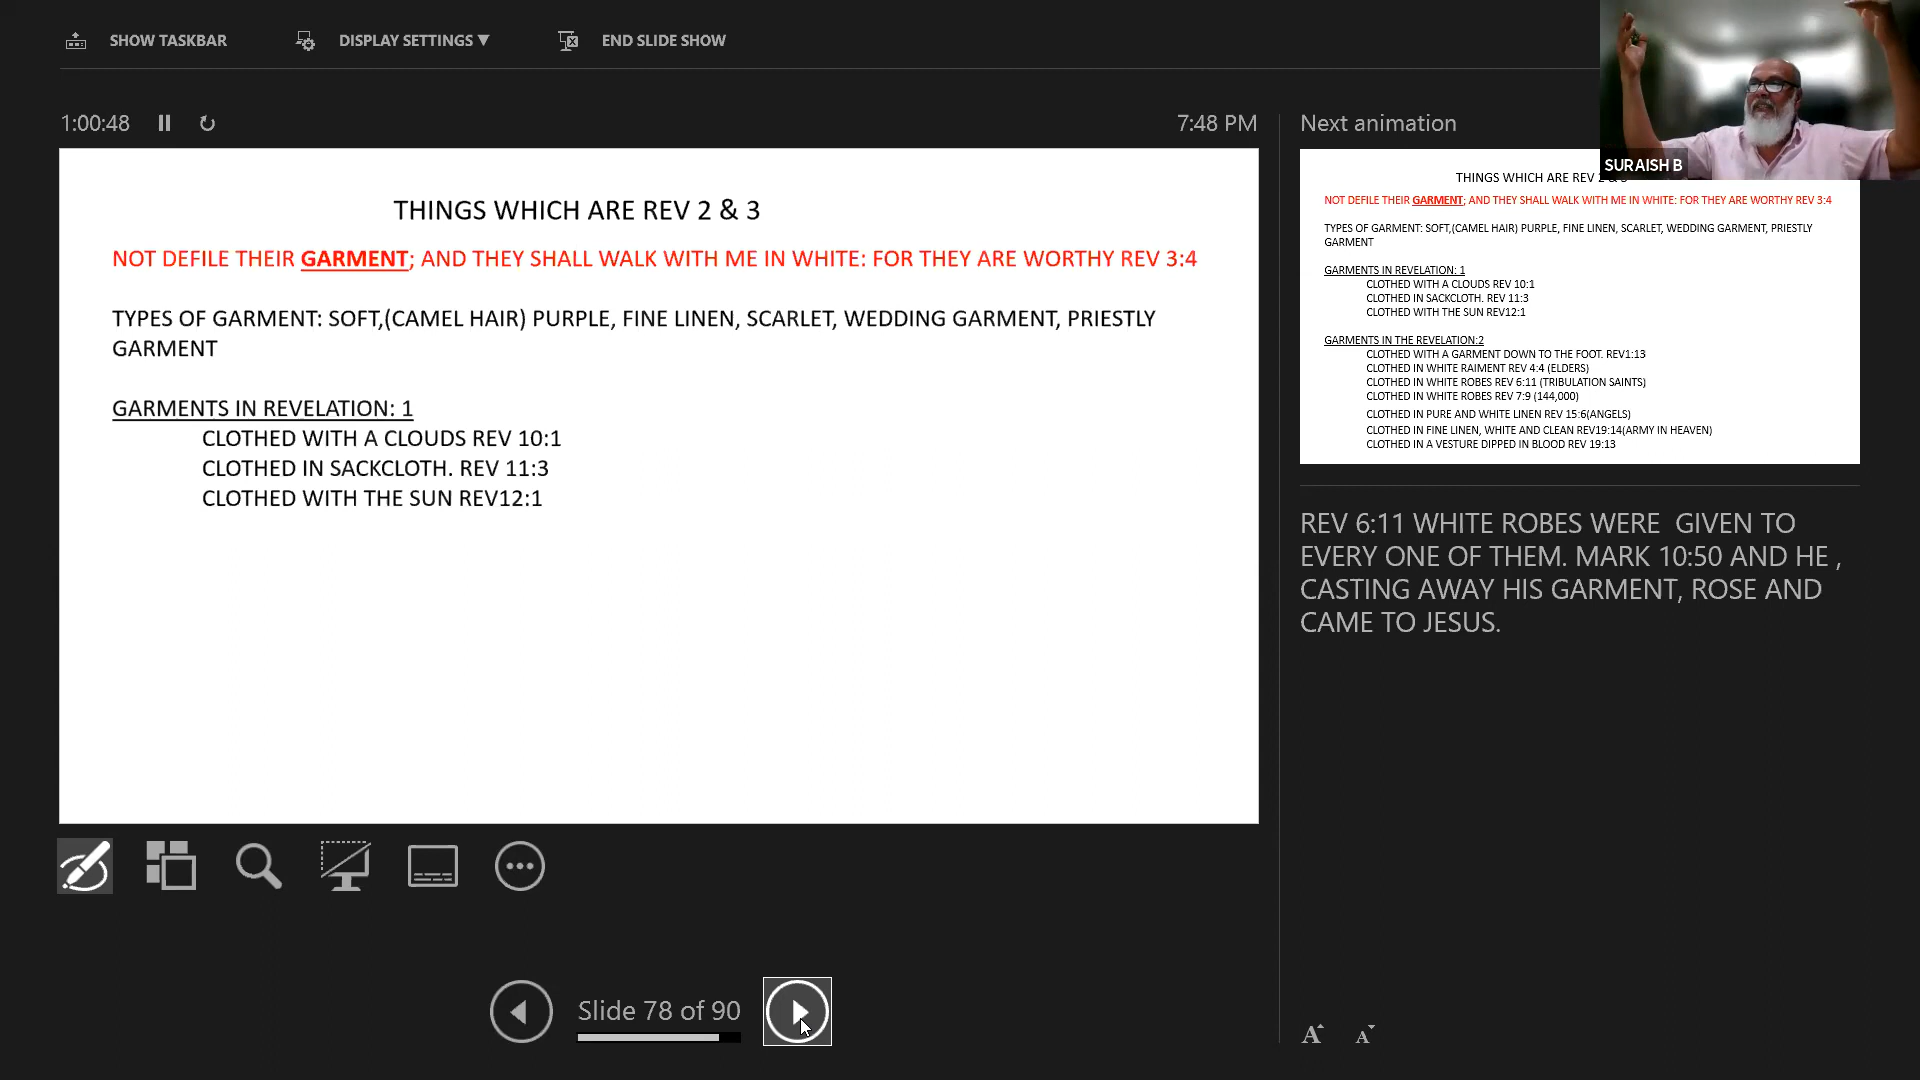 SHOW TASKBAR
DISPLAY SETTINGS ▼
END SLIDE SHOW
1:00:48
7:48 PM
Next animation
SURAISH B
THINGS WHICH ARE REV 2 & 3
NOT DEFILE THEIR GARMENT; AND THEY SHALL WALK WITH ME IN WHITE: FOR THEY ARE WORTHY REV 3:4
TYPES OF GARMENT: SOFT,(CAMEL HAIR) PURPLE, FINE LINEN, SCARLET, WEDDING GARMENT, PRIESTLY
GARMENT
GARMENTS IN REVELATION: 1
CLOTHED WITH A CLOUDS REV 10:1
CLOTHED IN SACKCLOTH. REV 11:3
CLOTHED WITH THE SUN REV12:1
THINGS WHICH ARE REV
NOT DEFILE THEIR GARMENT; AND THEY SHALL WALK WITH ME IN WHITE: FOR THEY ARE WORTHY REV 3:4
TYPES OF GARMENT: SOFT,(CAMEL HAIR) PURPLE, FINE LINEN, SCARLET, WEDDING GARMENT, PRIESTLY
GARMENT
GARMENTS IN REVELATION: 1
CLOTHED WITH A CLOUDS REV 10:1
CLOTHED IN SACKCLOTH. REV 11:3
CLOTHED WITH THE SUN REV12:1
GARMENTS IN THE REVELATION:2
CLOTHED WITH A GARMENT DOWN TO THE FOOT. REV1:13
CLOTHED IN WHITE RAIMENT REV 4:4 (ELDERS)
CLOTHED IN WHITE ROBES REV 6:11 (TRIBULATION SAINTS)
CLOTHED IN WHITE ROBES REV 7:9 (144,000)
CLOTHED IN PURE AND WHITE LINEN REV 15:6(ANGELS)
CLOTHED IN FINE LINEN, WHITE AND CLEAN REV19:14(ARMY IN HEAVEN)
CLOTHED IN A VESTURE DIPPED IN BLOOD REV 19:13
REV 6:11 WHITE ROBES WERE  GIVEN TO
EVERY ONE OF THEM. MARK 10:50 AND HE ,
CASTING AWAY HIS GARMENT, ROSE AND
CAME TO JESUS.
Slide 78 of 90
A A